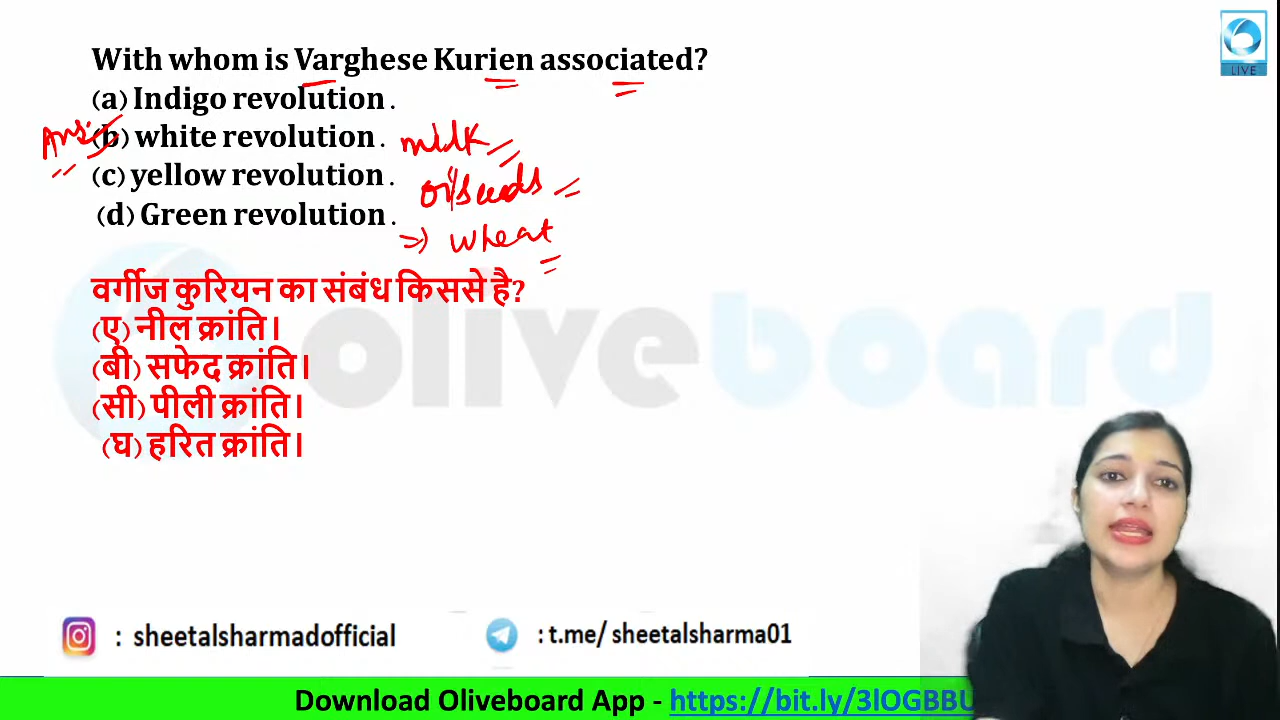 With whom is Varghese Kurien associated?
(a) Indigo revolution .
Ans: (b) white revolution . milk
(c) yellow revolution . oilseeds
(d) Green revolution . => wheat
वर्गीज कुरियन का संबंध किससे है?
(ए) नील क्रांति।
(बी) सफेद क्रांति।
(सी) पीली क्रांति।
(घ) हरित क्रांति।
oliveboard
LIVE
: sheetalsharmadofficial
: t.me/ sheetalsharma01
Download Oliveboard App - https://bit.ly/3lOGBBU